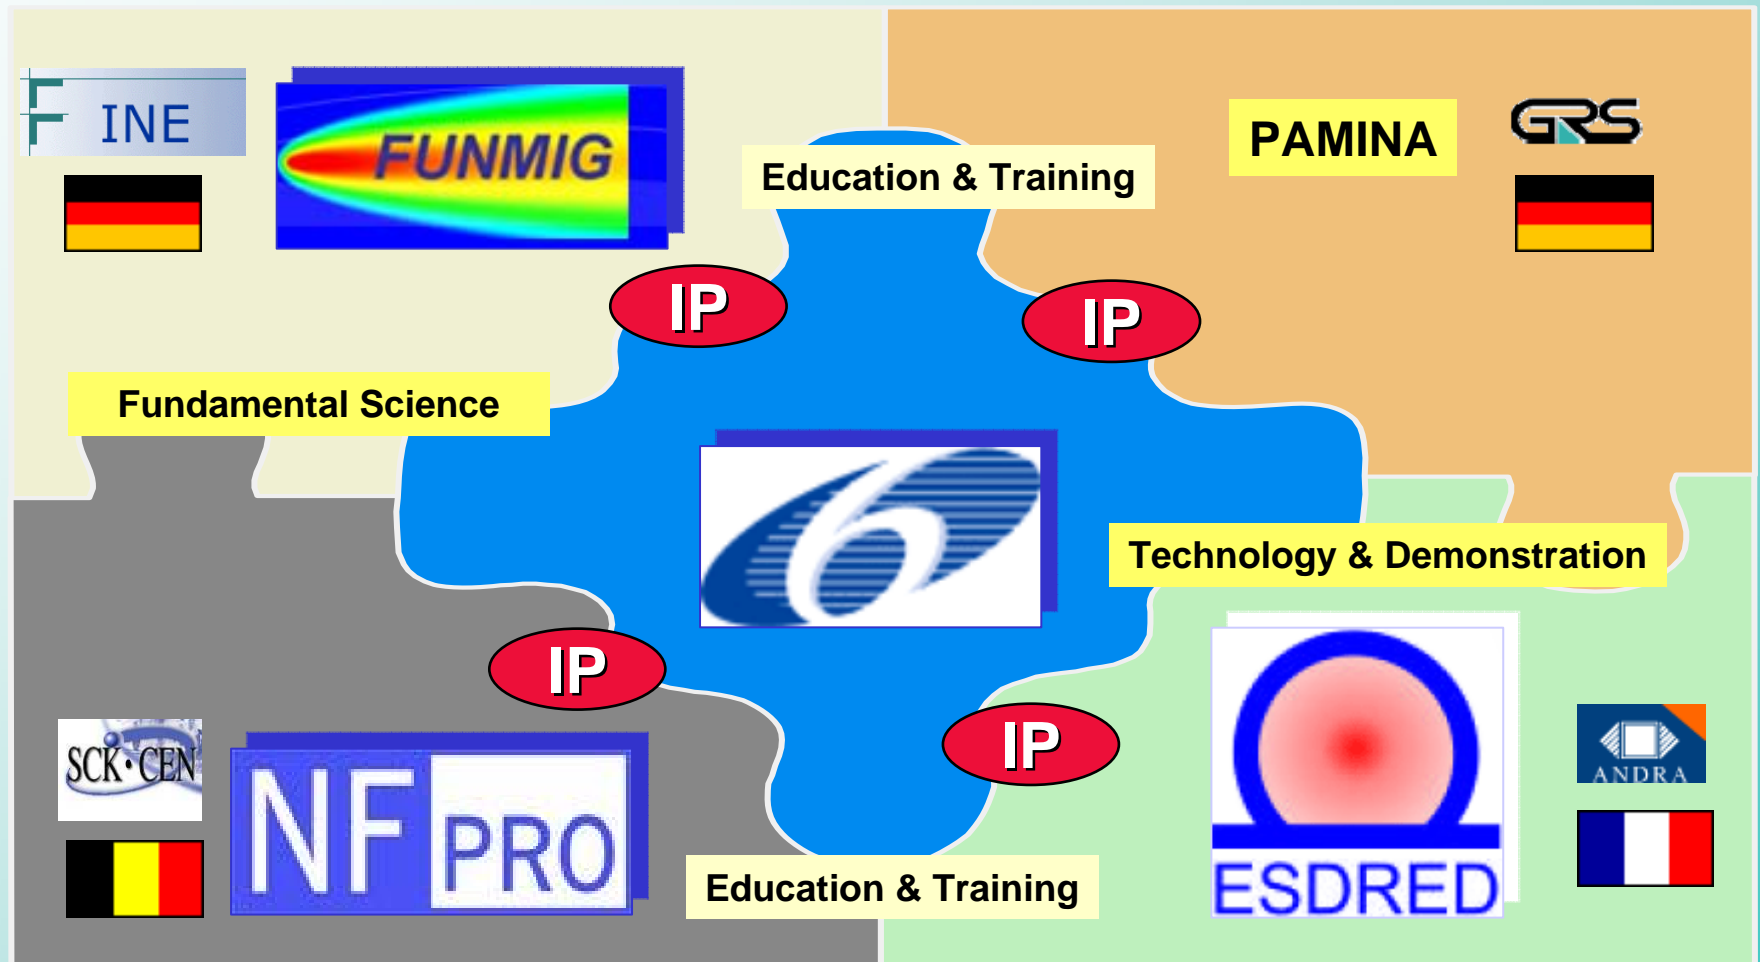 F INE
FUNMIG
Education & Training
PAMINA
GRS
IP
IP
Fundamental Science
6
Technology & Demonstration
IP
IP
SCK•CEN
NF PRO
Education & Training
ESDRED
ANDRA